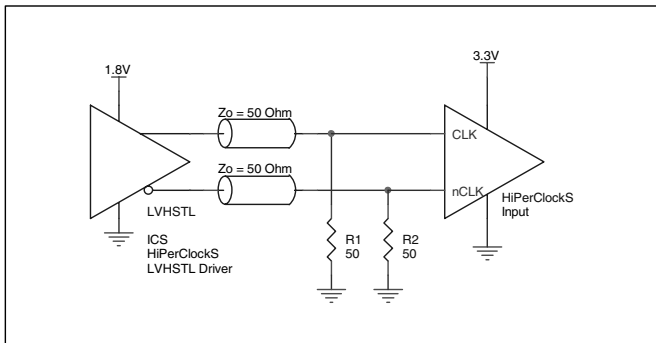 1.8V
3.3V
Zo = 50 Ohm
CLK
Zo = 50 Ohm
nCLK
HiPerClockS
Input
LVHSTL
ICS
HiPerClockS
LVHSTL Driver
R1
50
R2
50